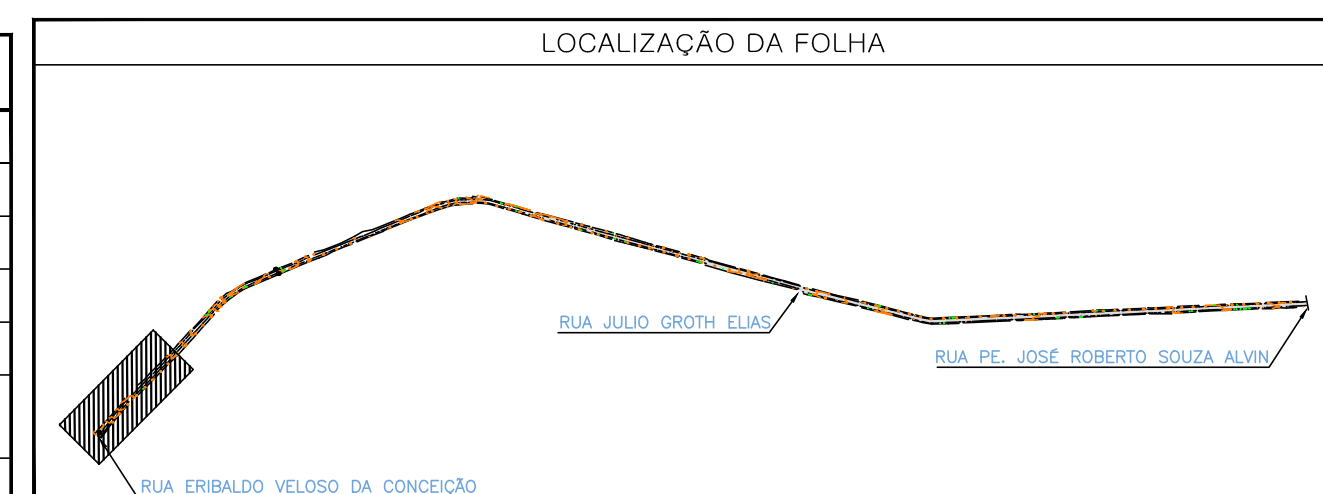 LOCALIZAÇÃO DA FOLHA
RUA JULIO GROTH ELIAS
RUA PE. JOSÉ ROBERTO SOUZA ALVIN
RUA ERIBALDO VELOSO DA CONCEIÇÃO